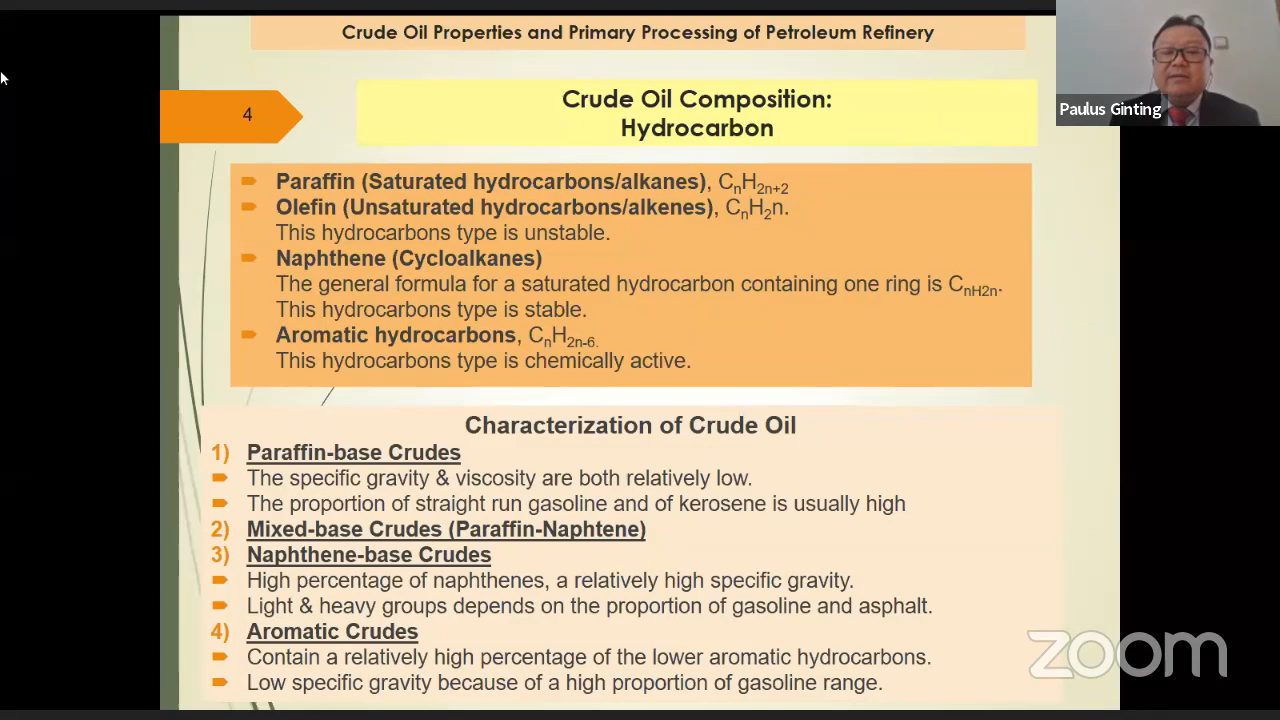 Crude Oil Properties and Primary Processing of Petroleum Refinery
Paulus Ginting
4
Crude Oil Composition:
Hydrocarbon
Paraffin (Saturated hydrocarbons/alkanes), CnH2n+2
Olefin (Unsaturated hydrocarbons/alkenes), CnH2n.
This hydrocarbons type is unstable.
Naphthene (Cycloalkanes)
The general formula for a saturated hydrocarbon containing one ring is CnH2n.
This hydrocarbons type is stable.
Aromatic hydrocarbons, CnH2n-6.
This hydrocarbons type is chemically active.
Characterization of Crude Oil
1) Paraffin-base Crudes
The specific gravity & viscosity are both relatively low.
The proportion of straight run gasoline and of kerosene is usually high
2) Mixed-base Crudes (Paraffin-Naphtene)
3) Naphthene-base Crudes
High percentage of naphthenes, a relatively high specific gravity.
Light & heavy groups depends on the proportion of gasoline and asphalt.
4) Aromatic Crudes
Contain a relatively high percentage of the lower aromatic hydrocarbons.
Low specific gravity because of a high proportion of gasoline range.
zoom